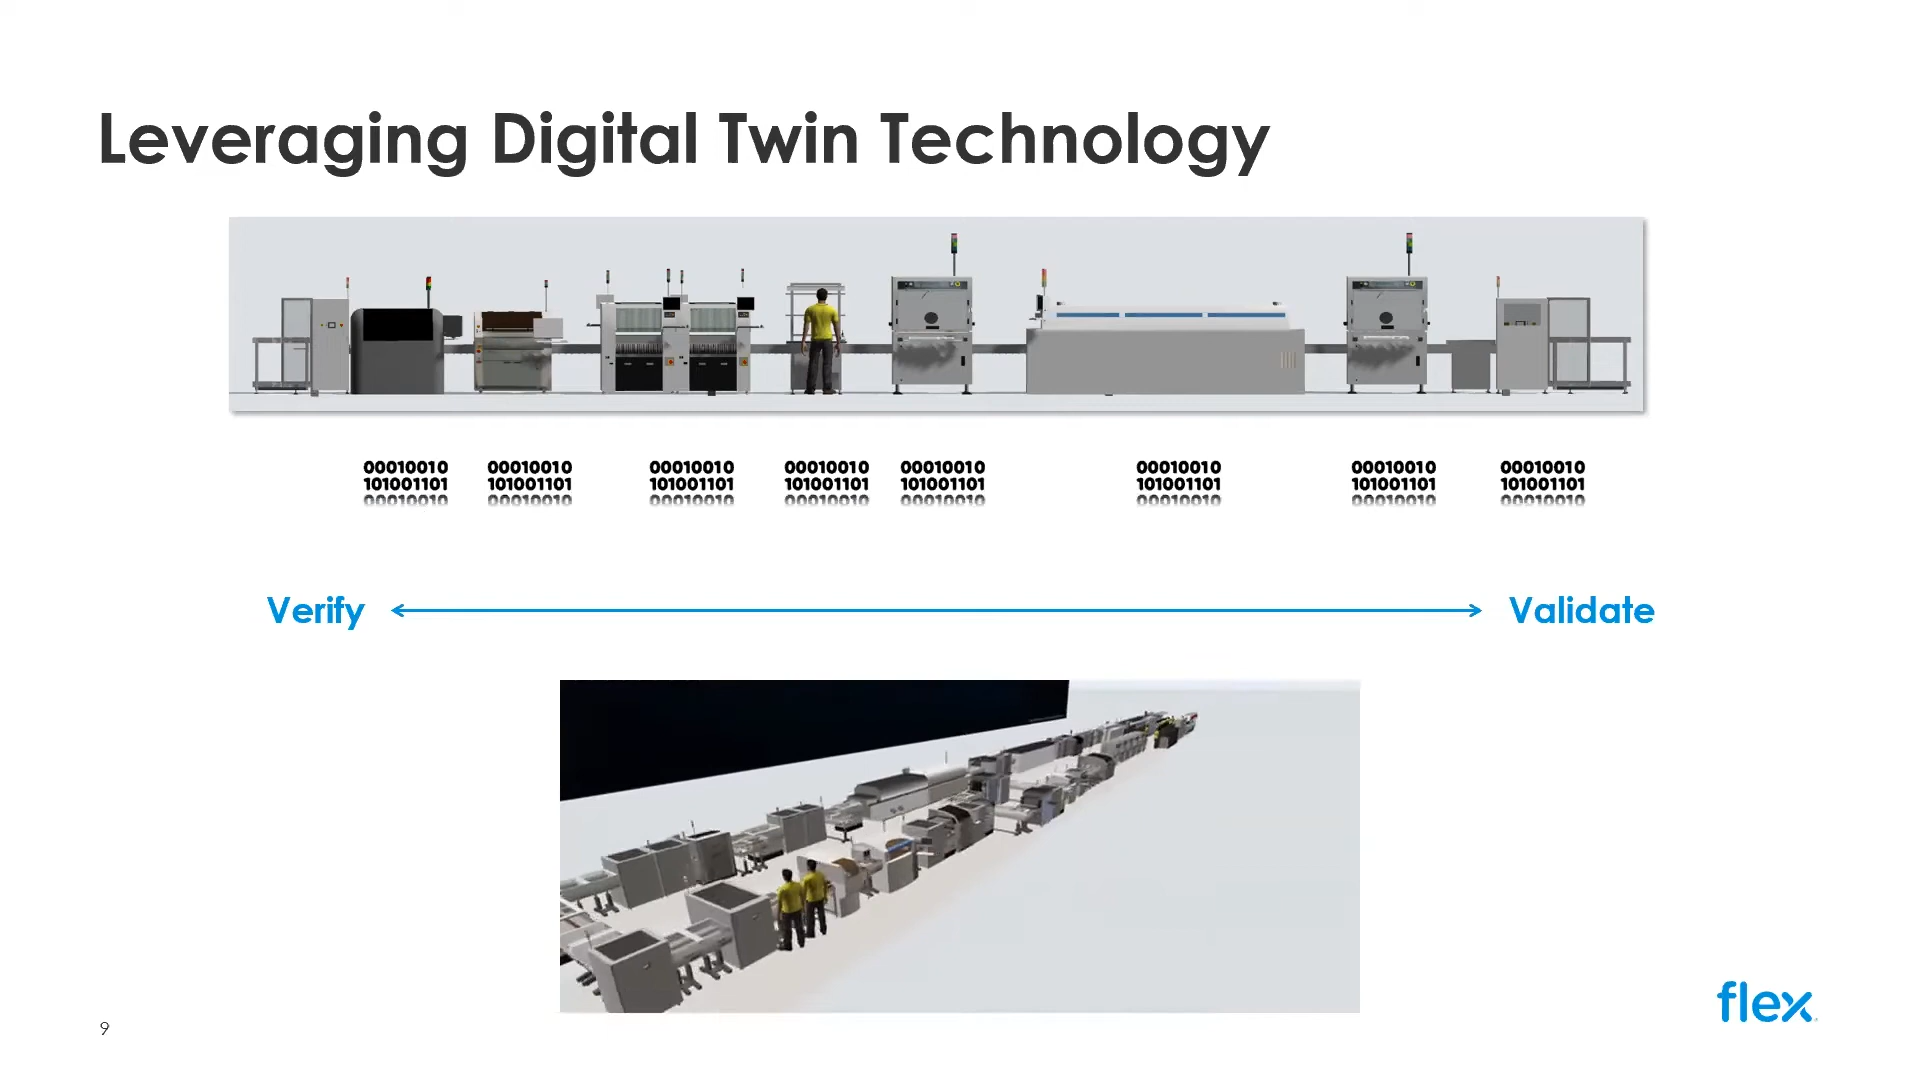 Leveraging Digital Twin Technology
00010010 00010010 00010010 00010010 00010010 00010010 00010010 00010010
101001101 101001101 101001101 101001101 101001101 101001101 101001101 101001101
Verify Validate
9
flex